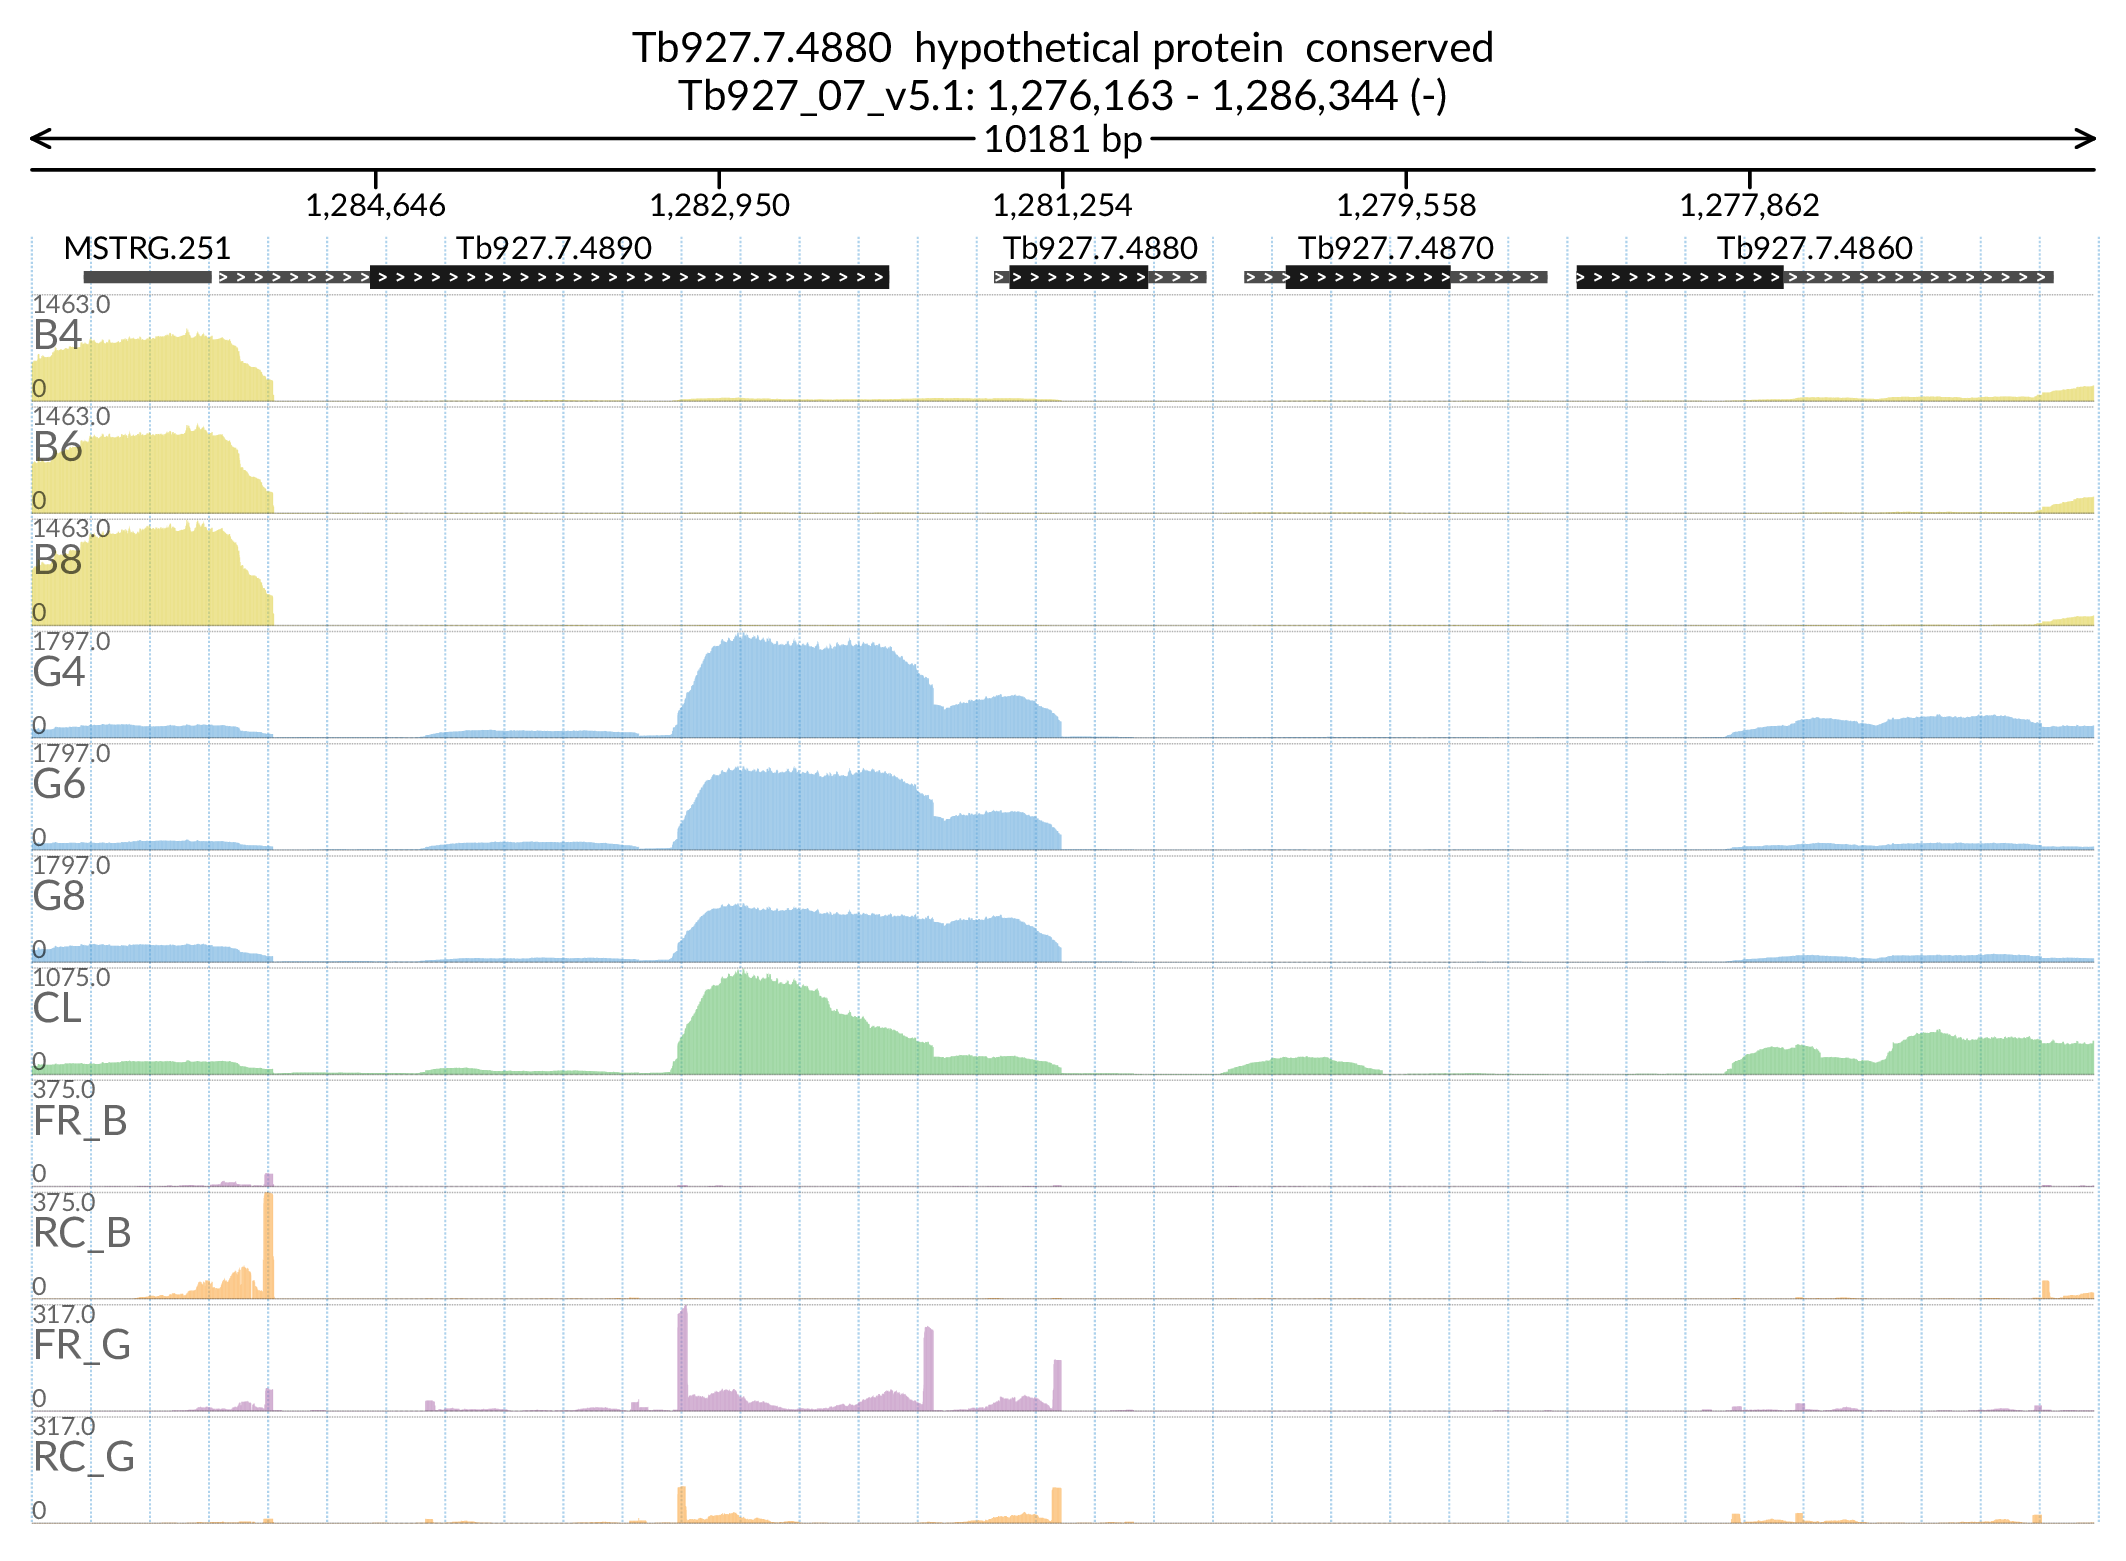 Tb927.7.4880  hypothetical protein  conserved
Tb927_07_v5.1: 1,276,163 - 1,286,344 (-)
10181 bp
1,284,646 1,282,950 1,281,254 1,279,558 1,277,862
MSTRG.251 Tb927.7.4890 Tb927.7.4880 Tb927.7.4870 Tb927.7.4860
1463.0
B4
0
1463.0
B6
0
1463.0
B8
0
1797.0
G4
0
1797.0
G6
0
1797.0
G8
0
1075.0
CL
0
375.0
FR_B
0
375.0
RC_B
0
317.0
FR_G
0
317.0
RC_G
0